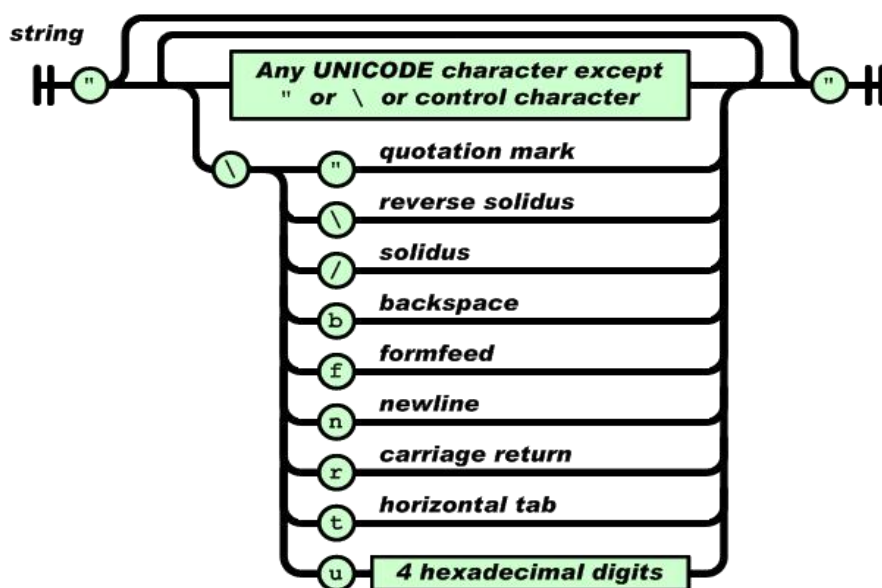 string
"
Any UNICODE character except
" or \ or control character
"
\
" quotation mark
\ reverse solidus
/ solidus
b backspace
f formfeed
n newline
r carriage return
t horizontal tab
u 4 hexadecimal digits